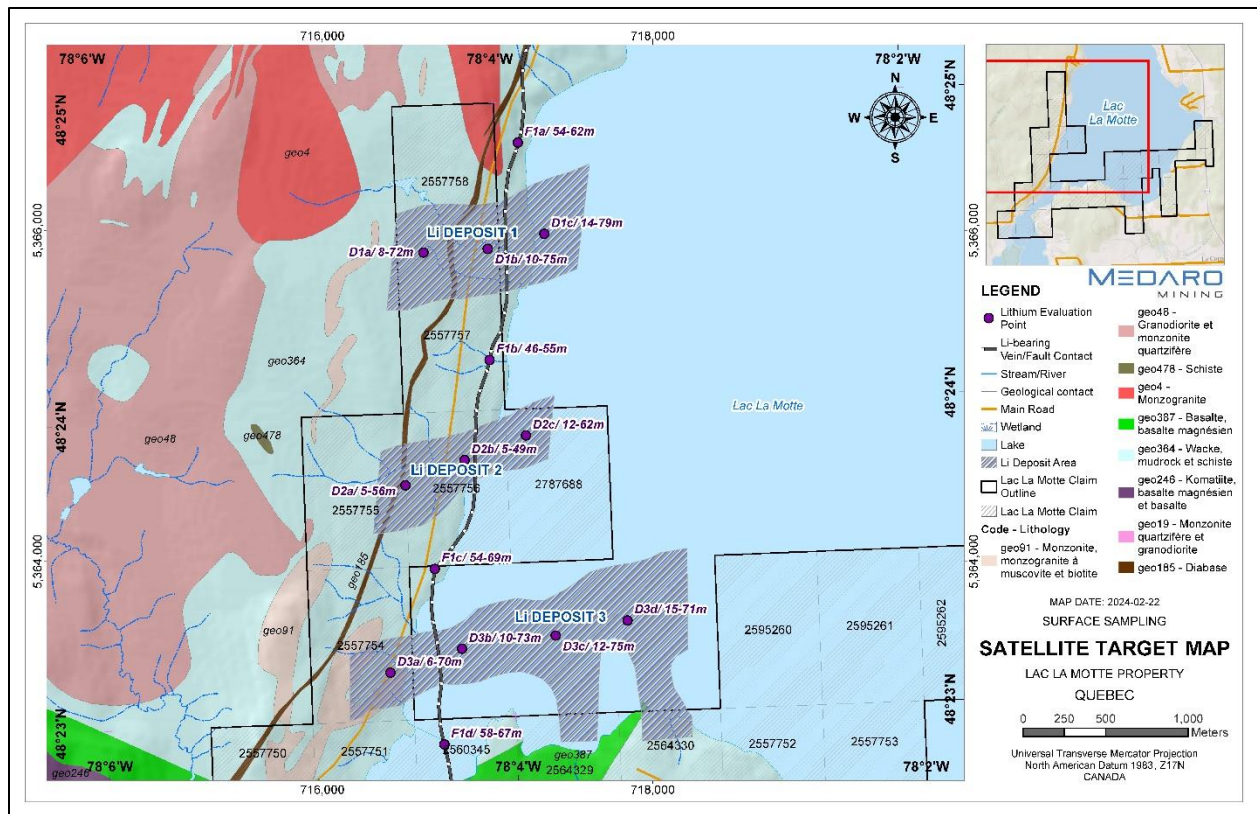 716,000
718,000
78°6'W
78°4'W
78°2'W
48°25'N
48°25'N
N
W
E
S
F1a/ 54-62m
geo4
2557758
5,366,000
5,366,000
D1c/ 14-79m
Li DEPOSIT 1
D1a/ 8-72m
D1b/ 10-75m
2557757
F1b/ 46-55m
geo364
48°24'N
48°24'N
Lac La Motte
geo48
geo478
D2c/ 12-62m
D2b/ 5-49m
Li DEPOSIT 2
D2a/ 5-56m
2557756
2787688
2557755
geo185
5,364,000
5,364,000
F1c/ 54-69m
Li DEPOSIT 3
D3d/ 15-71m
geo91
2557754
D3b/ 10-73m
D3c/ 12-75m
D3a/ 6-70m
2595260
2595261
2595262
48°23'N
48°23'N
F1d/ 58-67m
2557750
2557751
2560345
geo387
2564330
2557752
2557753
geo246
2564329
78°6'W
78°4'W
78°2'W
716,000
718,000
Lac
La Motte
MEDARO
MINING
LEGEND
Lithium Evaluation
Point
Li-bearing
Vein/Fault Contact
Stream/River
Geological contact
Main Road
Wetland
Lake
Li Deposit Area
Lac La Motte Claim
Outline
Lac La Motte Claim
Code - Lithology
geo91 - Monzonite,
monzogranite à
muscovite et biotite
geo48 -
Granodiorite et
monzonite
quartzifère
geo478 - Schiste
geo4 -
Monzogranite
geo387 - Basalte,
basalte magnésien
geo364 - Wacke,
mudrock et schiste
geo246 - Komatiite,
basalte magnésien
et basalte
geo19 - Monzonite
quartzifère et
granodiorite
geo185 - Diabase
MAP DATE: 2024-02-22
SURFACE SAMPLING
SATELLITE TARGET MAP
LAC LA MOTTE PROPERTY
QUEBEC
0 250 500 1,000
Meters
Universal Transverse Mercator Projection
North American Datum 1983, Z17N
CANADA